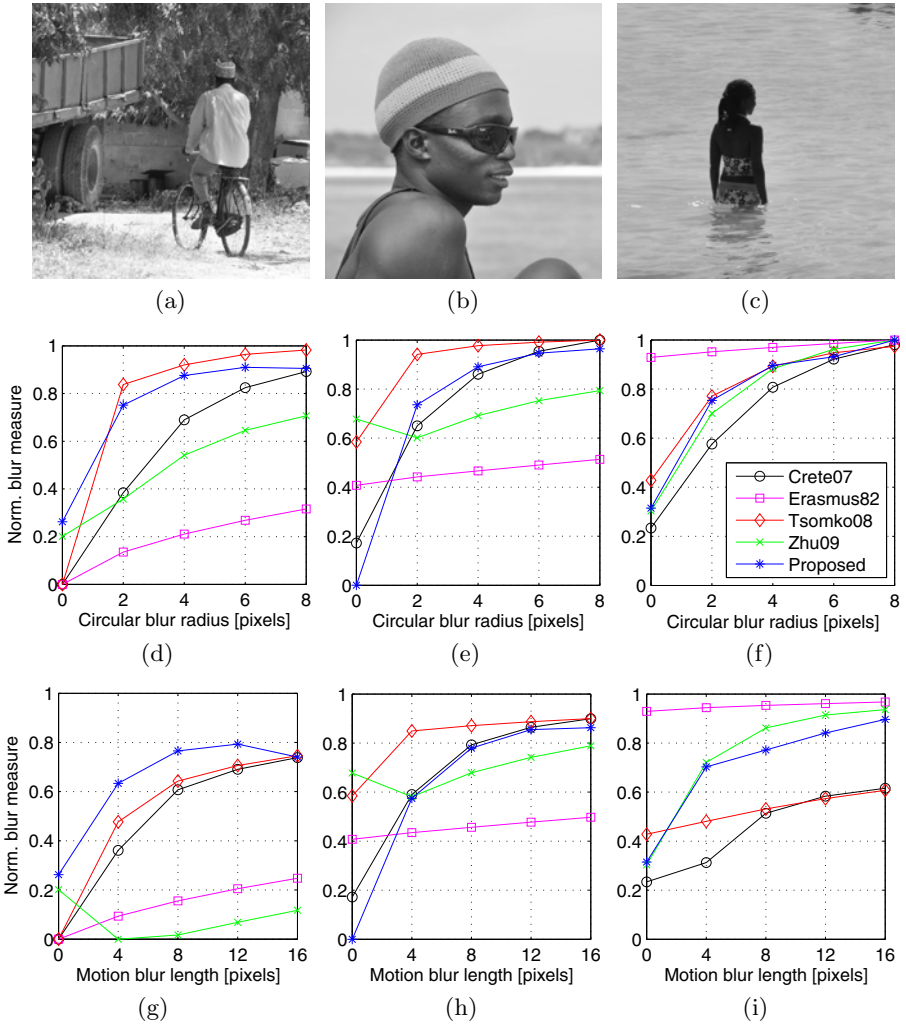 (a) (b) (c)
1
0.8
0.6
0.4
0.2
0
Norm. blur measure
0 2 4 6 8
Circular blur radius [pixels]
(d)
1
0.8
0.6
0.4
0.2
0
0 2 4 6 8
Circular blur radius [pixels]
(e)
1
0.8
0.6
0.4
0.2
0
Crete07
Erasmus82
Tsomko08
Zhu09
Proposed
0 2 4 6 8
Circular blur radius [pixels]
(f)
1
0.8
0.6
0.4
0.2
0
Norm. blur measure
0 4 8 12 16
Motion blur length [pixels]
(g)
1
0.8
0.6
0.4
0.2
0
0 4 8 12 16
Motion blur length [pixels]
(h)
1
0.8
0.6
0.4
0.2
0
0 4 8 12 16
Motion blur length [pixels]
(i)